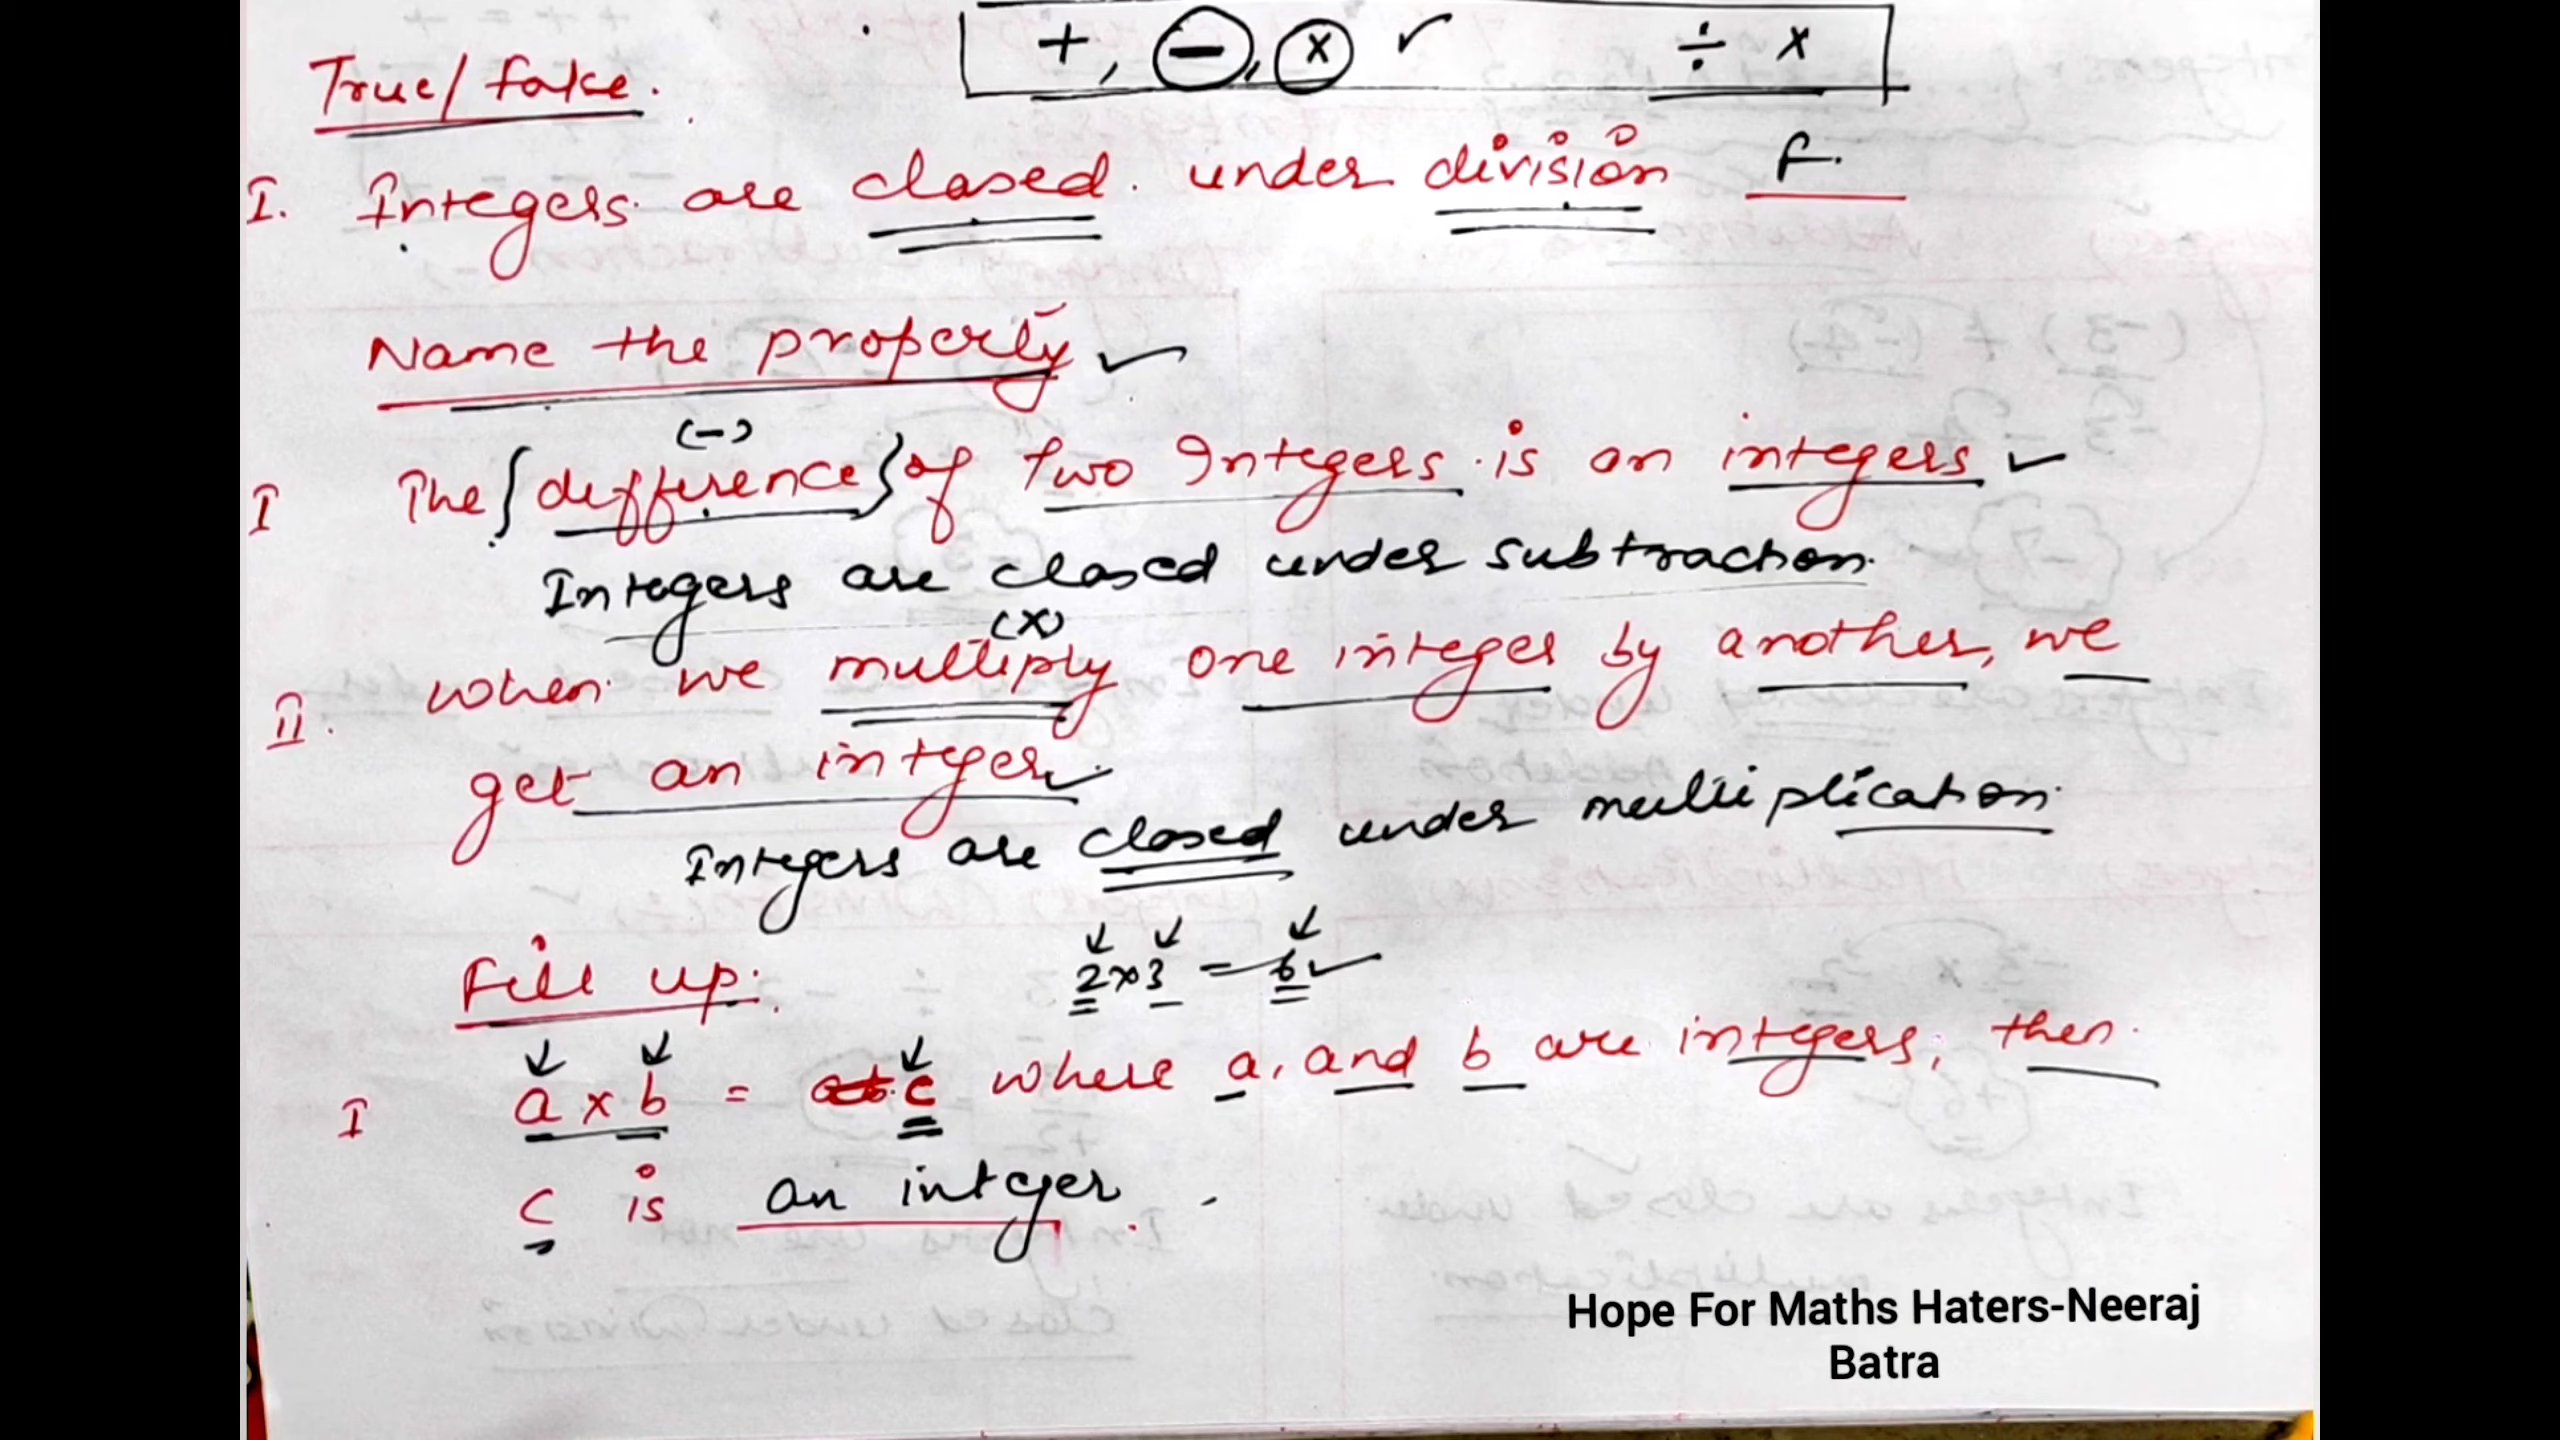 +, −, × ✓ ÷ ×
True/false.
I. Integers are closed under division F.
Name the property ✓
(-)
I The {difference} of two Integers is an integers ✓
Integers are closed under subtraction.
(×)
II. when we multiply one integer by another, we
get an integer ✓
Integers are closed under multiplication.
Fill up:
2×3 = 6 ✓
I a × b = c where a, and b are integers, then
c is an integer.
Hope For Maths Haters-Neeraj
Batra